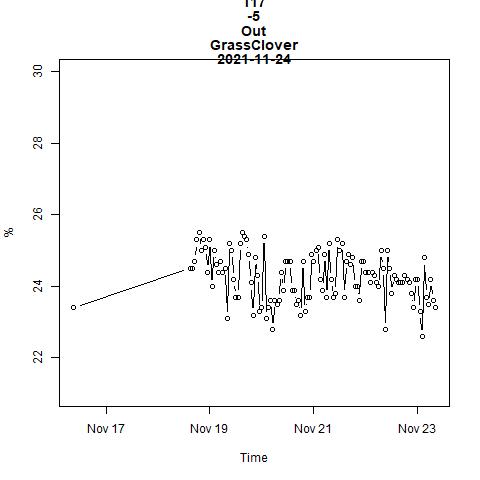 T17
-5
Out
GrassClover
2021-11-24
30
28
26
24
22
%
Nov 17
Nov 19
Nov 21
Nov 23
Time